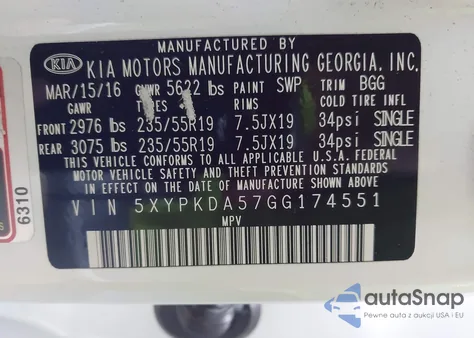 MANUFACTURED BY
KIA KIA MOTORS MANUFACTURING GEORGIA, INC.
MAR/15/16 GVWR 5622 lbs PAINT SWP TRIM BGG
GAWR TIRES RIMS COLD TIRE INFL
FRONT 2976 lbs 235/55R19 7.5JX19 34psi SINGLE
REAR 3075 lbs 235/55R19 7.5JX19 34psi SINGLE
THIS VEHICLE CONFORMS TO ALL APPLICABLE U.S.A. FEDERAL
MOTOR VEHICLE SAFETY AND THEFT PREVENTION STANDARDS
IN EFFECT ON THE DATE OF MANUFACTURE SHOWN ABOVE.
VIN 5XYPKDA57GG174551
MPV
6310
autoSnap
Pewne auta z aukcji USA i EU